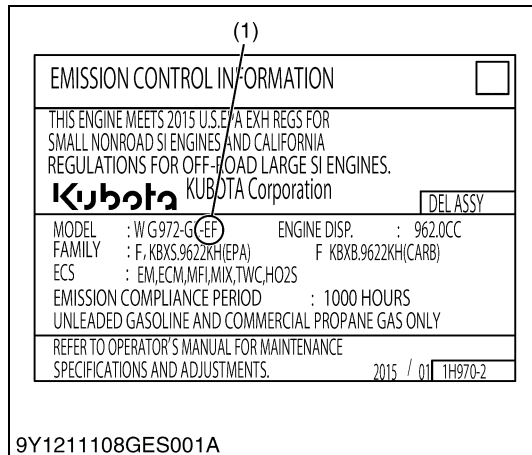 (1)
EMISSION CONTROL INFORMATION
THIS ENGINE MEETS 2015 U.S.EPA EXH REGS FOR
SMALL NONROAD SI ENGINES AND CALIFORNIA
REGULATIONS FOR OFF-ROAD LARGE SI ENGINES.
Kubota KUBOTA Corporation
DEL ASSY
MODEL : W G972-G -EF ENGINE DISP. : 962.0CC
FAMILY : F, KBXS.9622KH(EPA) F KBXB.9622KH(CARB)
ECS : EM,ECM,MFI,MIX,TWC,HO2S
EMISSION COMPLIANCE PERIOD : 1000 HOURS
UNLEADED GASOLINE AND COMMERCIAL PROPANE GAS ONLY
REFER TO OPERATOR'S MANUAL FOR MAINTENANCE
SPECIFICATIONS AND ADJUSTMENTS. 2015 / 01 1H970-2
9Y1211108GES001A